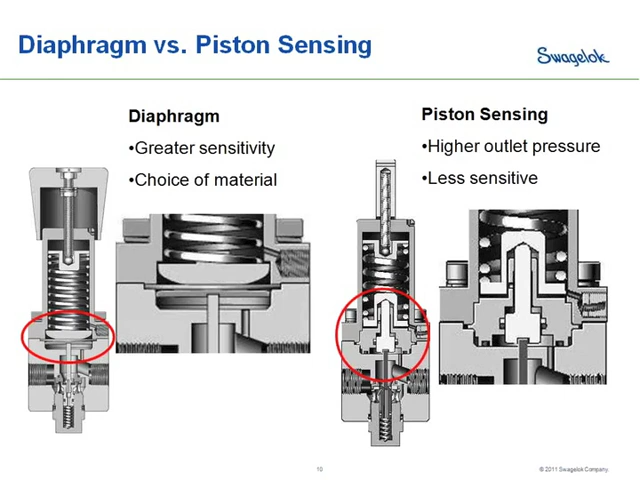 Diaphragm vs. Piston Sensing
Swagelok
Diaphragm
•Greater sensitivity
•Choice of material
Piston Sensing
•Higher outlet pressure
•Less sensitive
10
© 2011 Swagelok Company.